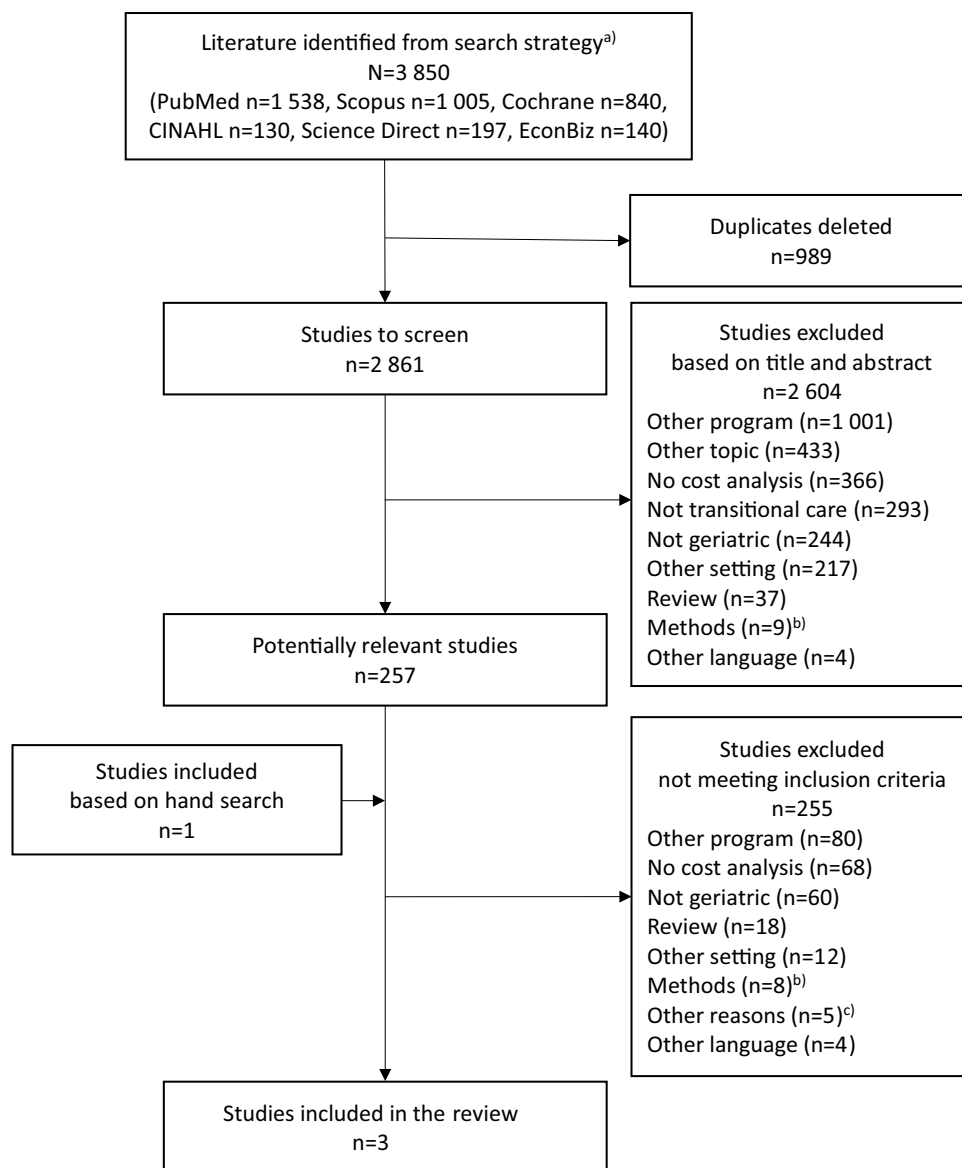 Literature identified from search strategyᵃ⁾
N=3 850
(PubMed n=1 538, Scopus n=1 005, Cochrane n=840,
CINAHL n=130, Science Direct n=197, EconBiz n=140)
Duplicates deleted
n=989
Studies to screen
n=2 861
Studies excluded
based on title and abstract
n=2 604
Other program (n=1 001)
Other topic (n=433)
No cost analysis (n=366)
Not transitional care (n=293)
Not geriatric (n=244)
Other setting (n=217)
Review (n=37)
Methods (n=9)ᵇ⁾
Other language (n=4)
Potentially relevant studies
n=257
Studies included
based on hand search
n=1
Studies excluded
not meeting inclusion criteria
n=255
Other program (n=80)
No cost analysis (n=68)
Not geriatric (n=60)
Review (n=18)
Other setting (n=12)
Methods (n=8)ᵇ⁾
Other reasons (n=5)ᶜ⁾
Other language (n=4)
Studies included in the review
n=3